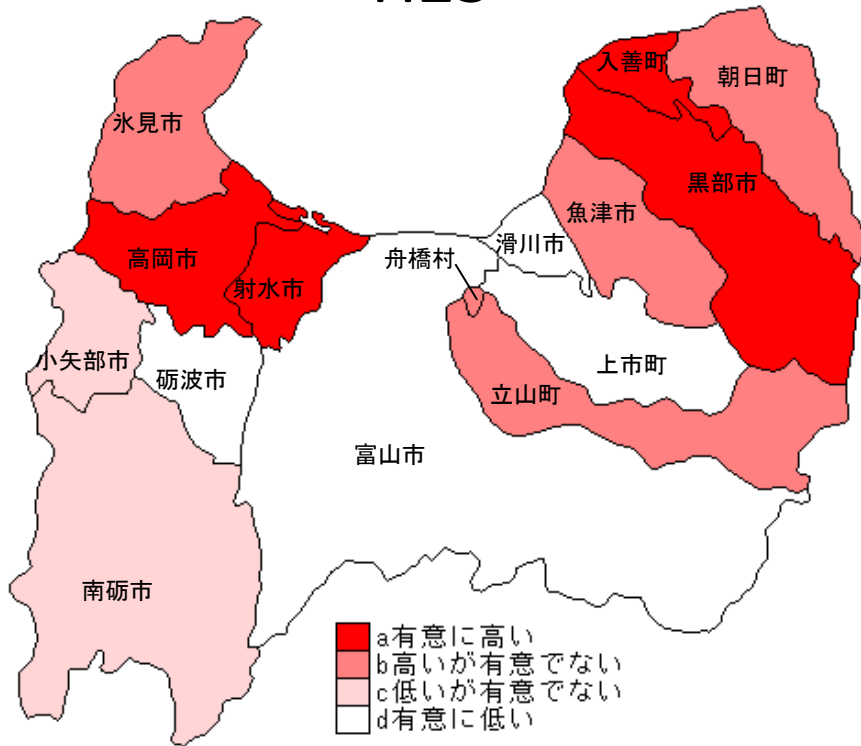 入善町
朝日町
氷見市
黒部市
魚津市
高岡市
滑川市
舟橋村
射水市
小矢部市
砺波市
上市町
立山町
富山市
南砺市
a有意に高い
b高いが有意でない
c低いが有意でない
d有意に低い